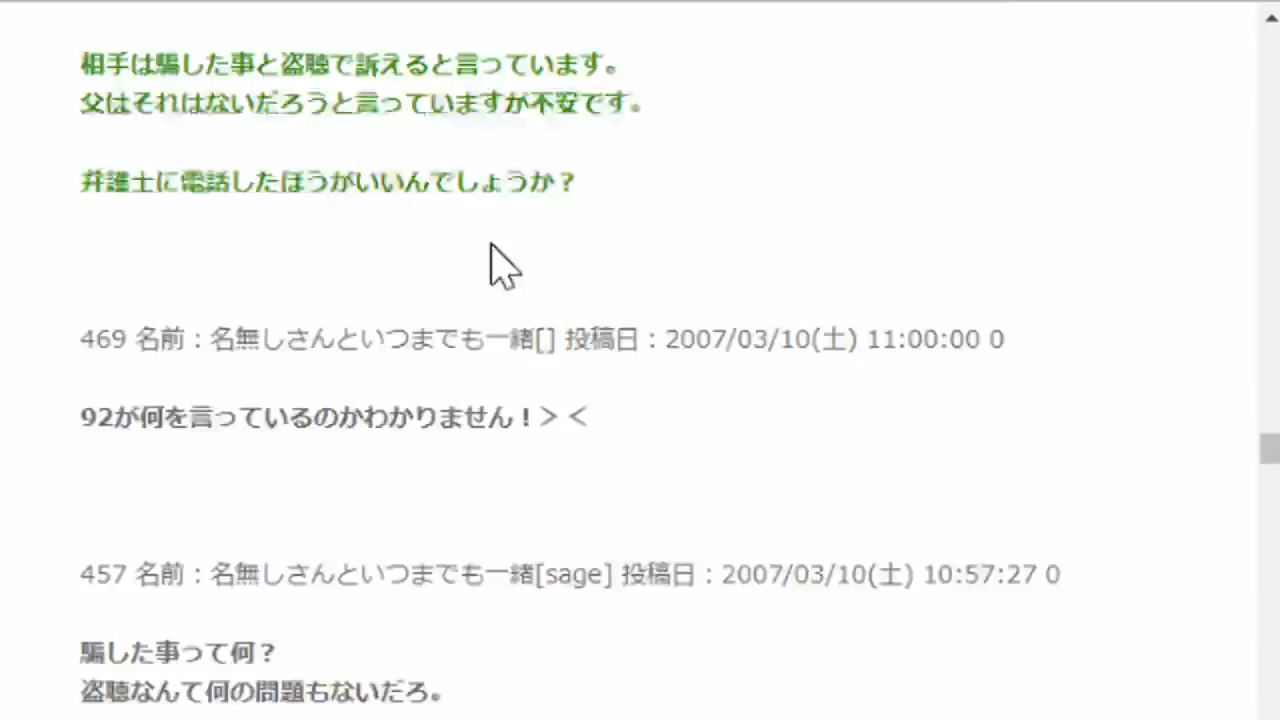 相手は騙した事と盗聴で訴えると言っています。
父はそれはないだろうと言っていますが不安です。
弁護士に電話したほうがいいんでしょうか？
469 名前：名無しさんといつまでも一緒[] 投稿日：2007/03/10(土) 11:00:00 0
92が何を言っているのかわかりません！＞＜
457 名前：名無しさんといつまでも一緒[sage] 投稿日：2007/03/10(土) 10:57:27 0
騙した事って何？
盗聴なんて何の問題もないだろ。